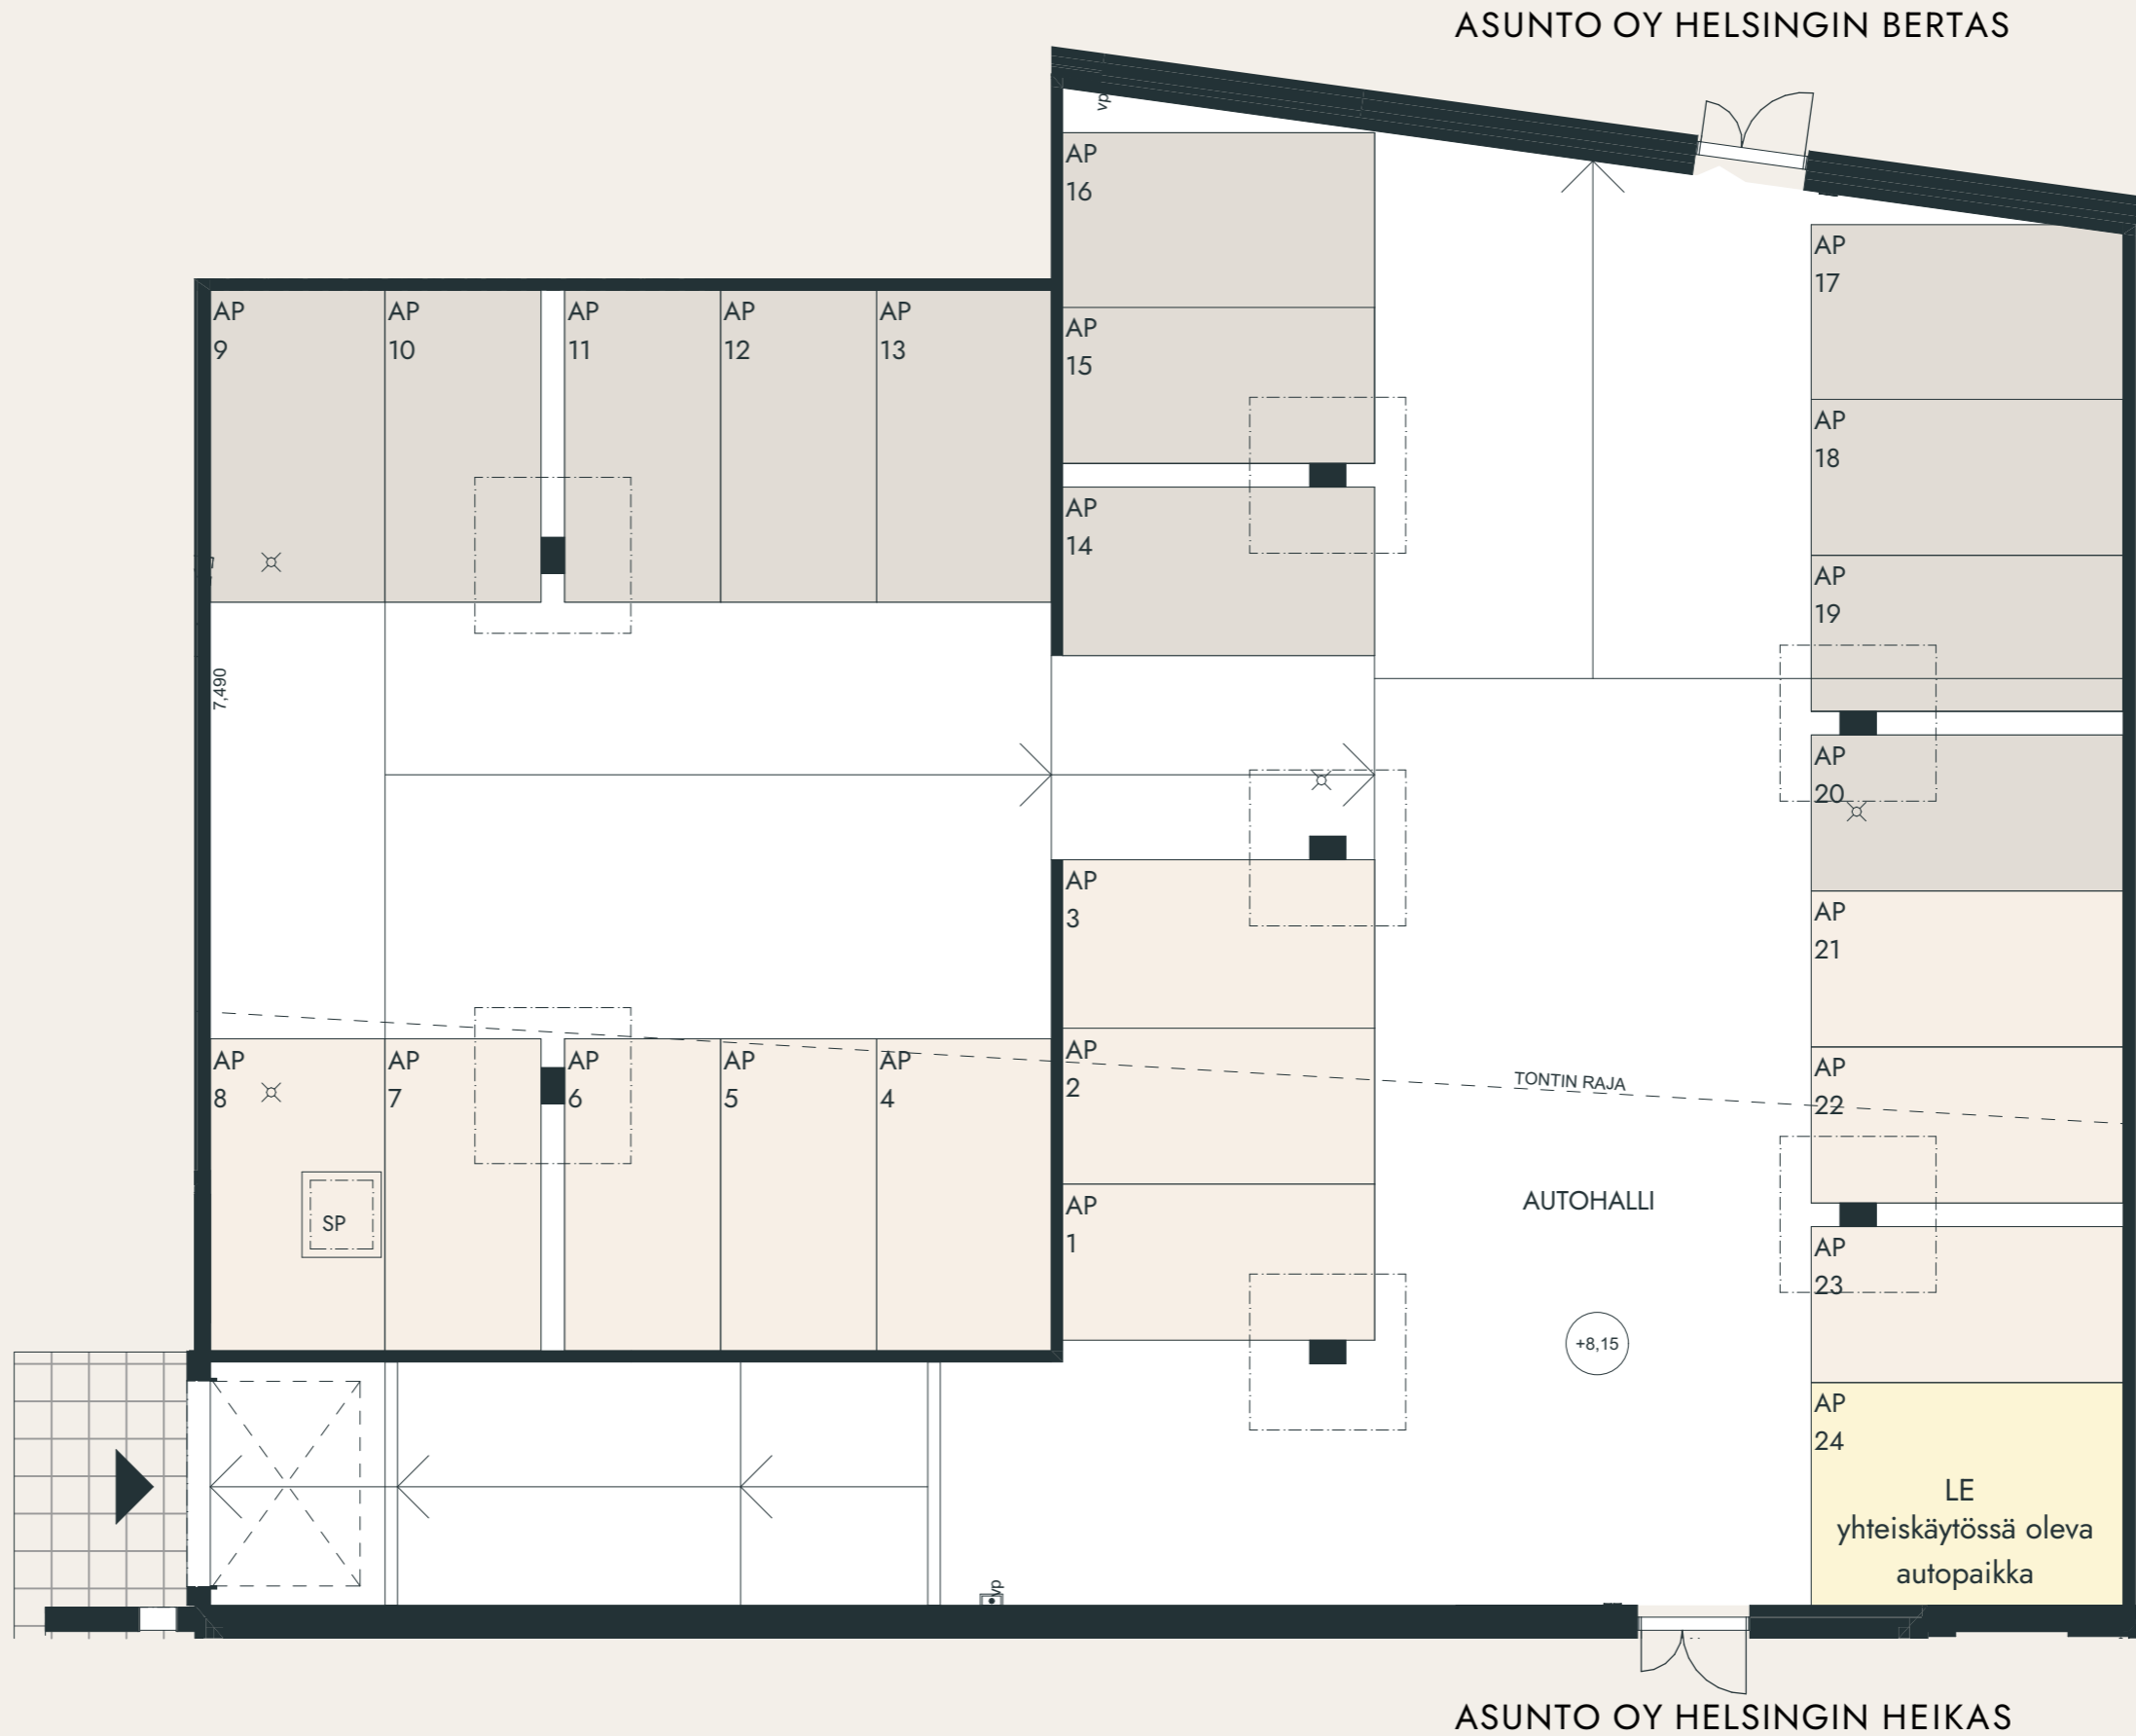 ASUNTO OY HELSINGIN BERTAS
vp
AP
16
AP
15
AP
14
AP
17
AP
18
AP
19
AP
20
AP
9
AP
10
AP
11
AP
12
AP
13
7,490
AP
3
AP
2
AP
1
AP
21
AP
22
AP
23
AP
8
AP
7
AP
6
AP
5
AP
4
SP
TONTIN RAJA
AUTOHALLI
+8,15
AP
24
LE
yhteiskäytössä oleva
autopaikka
vp
ASUNTO OY HELSINGIN HEIKAS